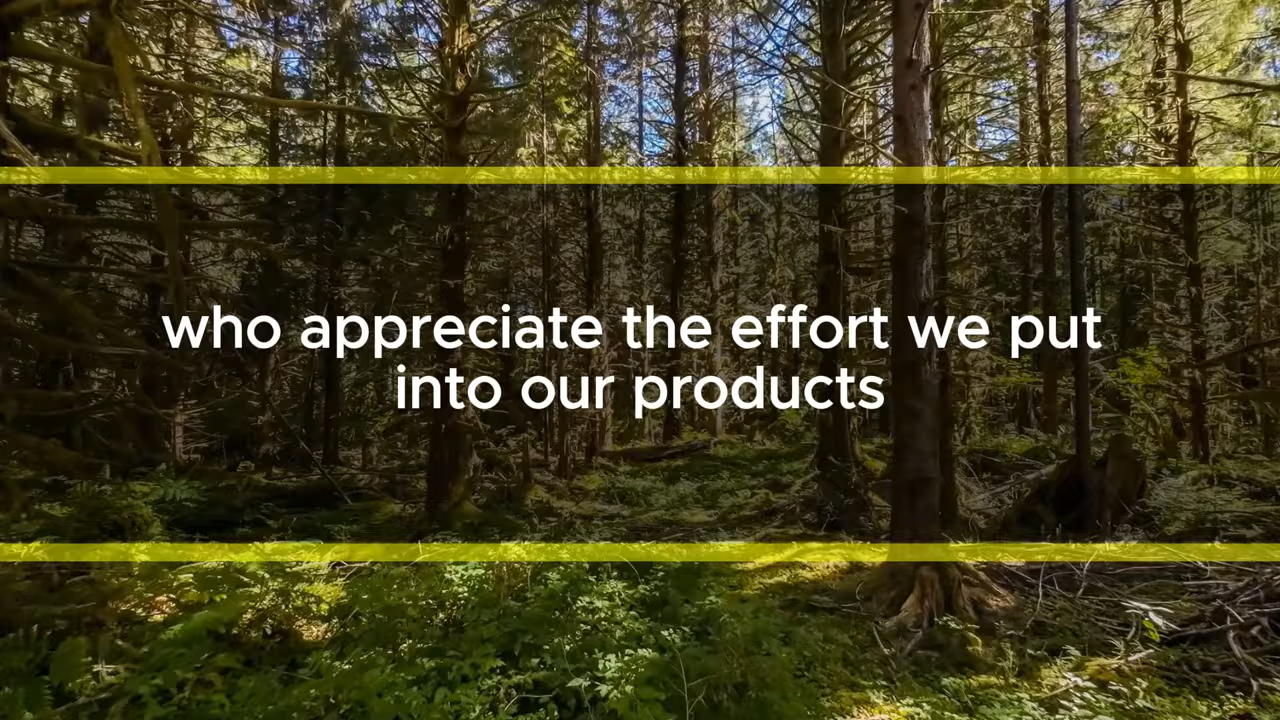 who appreciate the effort we put
into our products